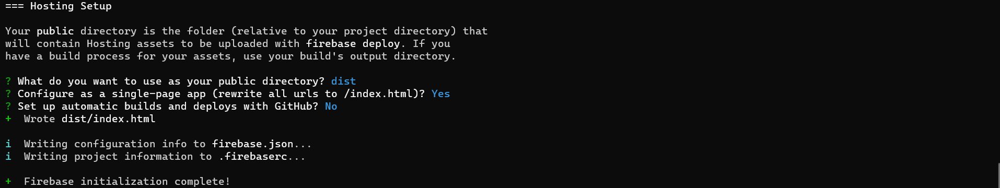 === Hosting Setup
Your public directory is the folder (relative to your project directory) that
will contain Hosting assets to be uploaded with firebase deploy. If you
have a build process for your assets, use your build's output directory.
? What do you want to use as your public directory? dist
? Configure as a single-page app (rewrite all urls to /index.html)? Yes
? Set up automatic builds and deploys with GitHub? No
+  Wrote dist/index.html
i  Writing configuration info to firebase.json...
i  Writing project information to .firebaserc...
+  Firebase initialization complete!